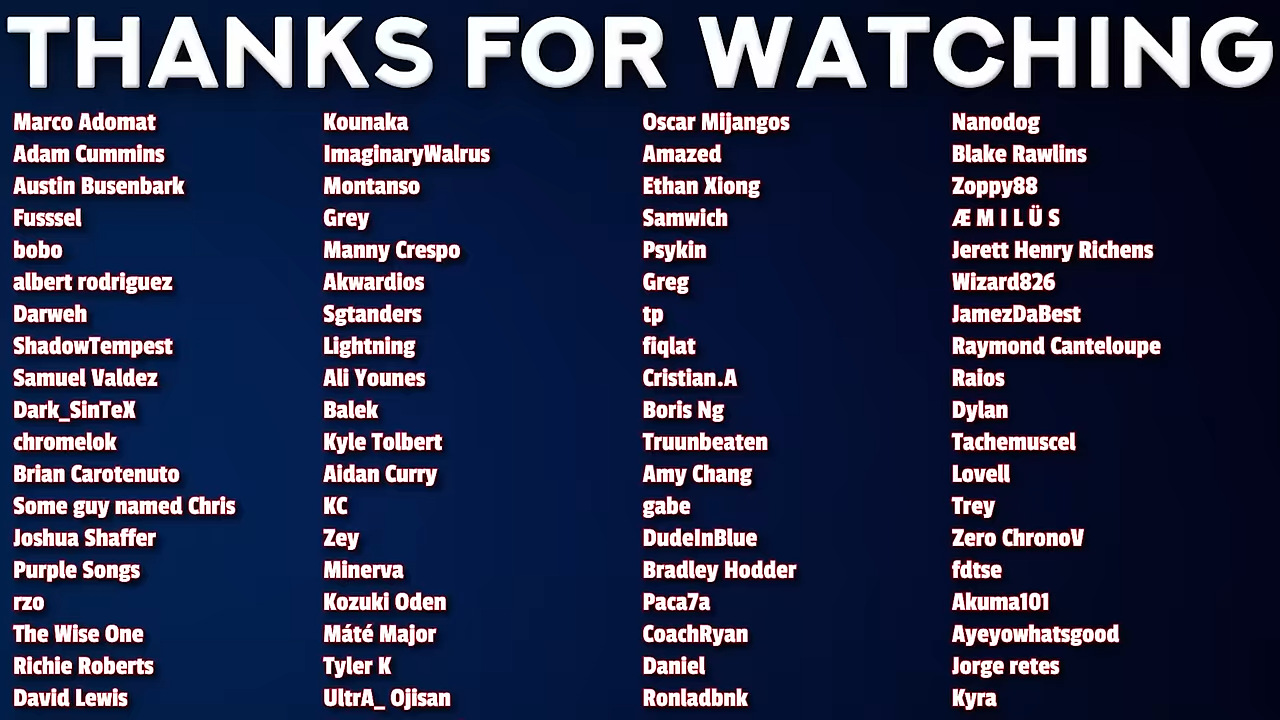 THANKS FOR WATCHING
Marco Adomat
Adam Cummins
Austin Busenbark
Fusssel
bobo
albert rodriguez
Darweh
ShadowTempest
Samuel Valdez
Dark_SinTeX
chromelok
Brian Carotenuto
Some guy named Chris
Joshua Shaffer
Purple Songs
rzo
The Wise One
Richie Roberts
David Lewis
Kounaka
ImaginaryWalrus
Montanso
Grey
Manny Crespo
Akwardios
Sgtanders
Lightning
Ali Younes
Balek
Kyle Tolbert
Aidan Curry
KC
Zey
Minerva
Kozuki Oden
Máté Major
Tyler K
UltrA_ Ojisan
Oscar Mijangos
Amazed
Ethan Xiong
Samwich
Psykin
Greg
tp
fiqlat
Cristian.A
Boris Ng
Truunbeaten
Amy Chang
gabe
DudeInBlue
Bradley Hodder
Paca7a
CoachRyan
Daniel
Ronladbnk
Nanodog
Blake Rawlins
Zoppy88
Æ M I L Ü S
Jerett Henry Richens
Wizard826
JamezDaBest
Raymond Canteloupe
Raios
Dylan
Tachemuscel
Lovell
Trey
Zero ChronoV
fdtse
Akuma101
Ayeyowhatsgood
Jorge retes
Kyra